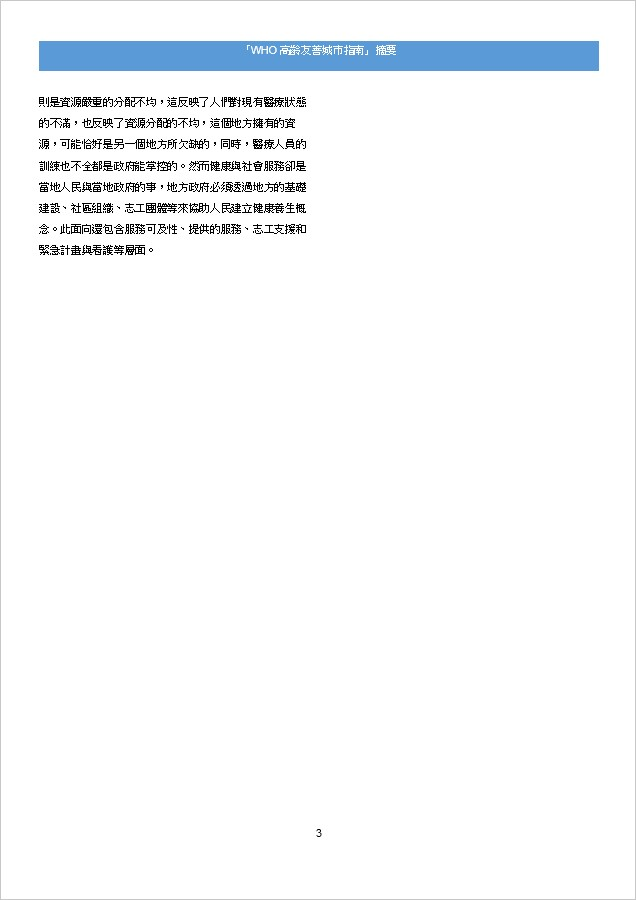 「WHO 高齡友善城市指南」摘要
則是資源嚴重的分配不均，這反映了人們對現有醫療狀態
的不滿，也反映了資源分配的不均，這個地方擁有的資
源，可能恰好是另一個地方所欠缺的，同時，醫療人員的
訓練也不全都是政府能掌控的。然而健康與社會服務卻是
當地人民與當地政府的事，地方政府必須透過地方的基礎
建設、社區組織、志工團體等來協助人民建立健康養生概
念。此面向還包含服務可及性、提供的服務、志工支援和
緊急計畫與看護等層面。
3